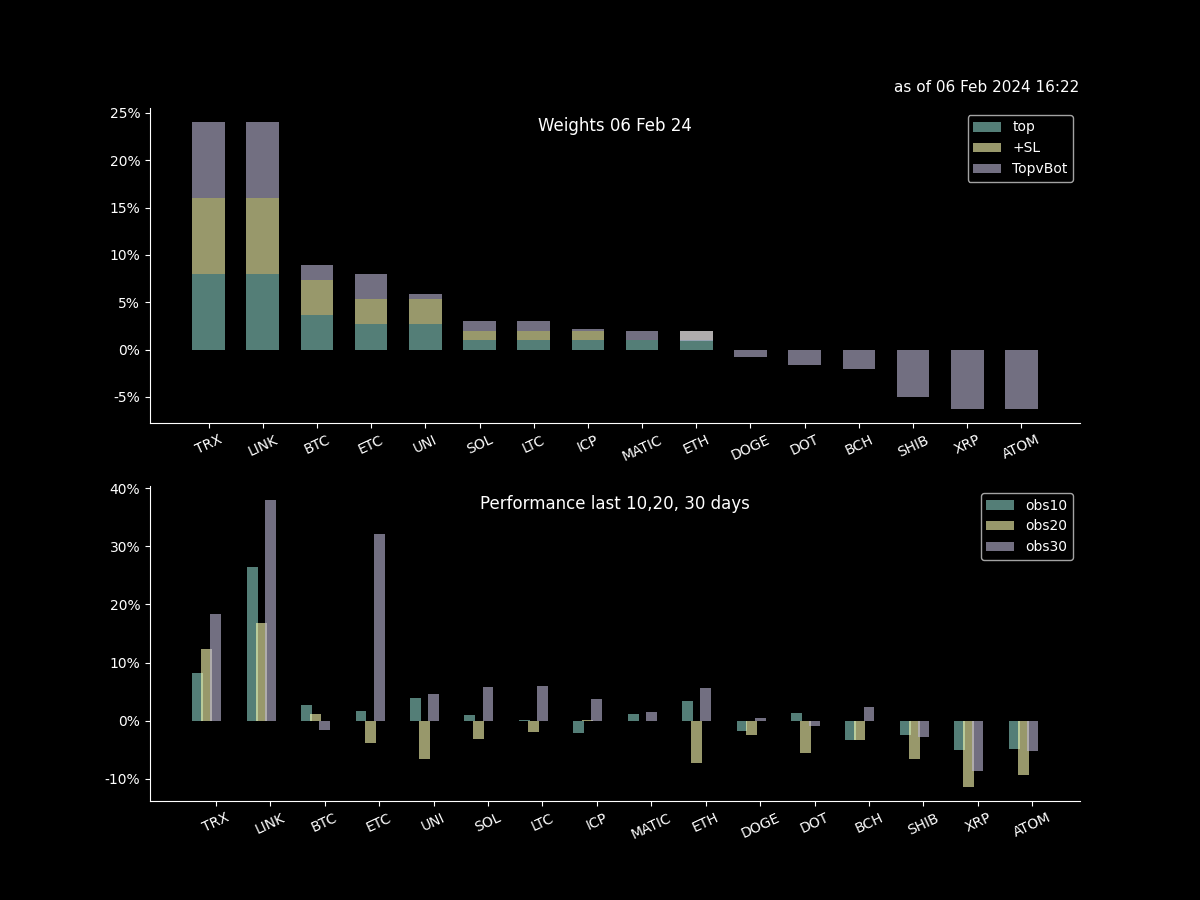 as of 06 Feb 2024 16:22
Weights 06 Feb 24
top
+SL
TopvBot
25%
20%
15%
10%
5%
0%
-5%
TRX LINK BTC ETC UNI SOL LTC ICP MATIC ETH DOGE DOT BCH SHIB XRP ATOM
Performance last 10,20, 30 days
obs10
obs20
obs30
40%
30%
20%
10%
0%
-10%
TRX LINK BTC ETC UNI SOL LTC ICP MATIC ETH DOGE DOT BCH SHIB XRP ATOM